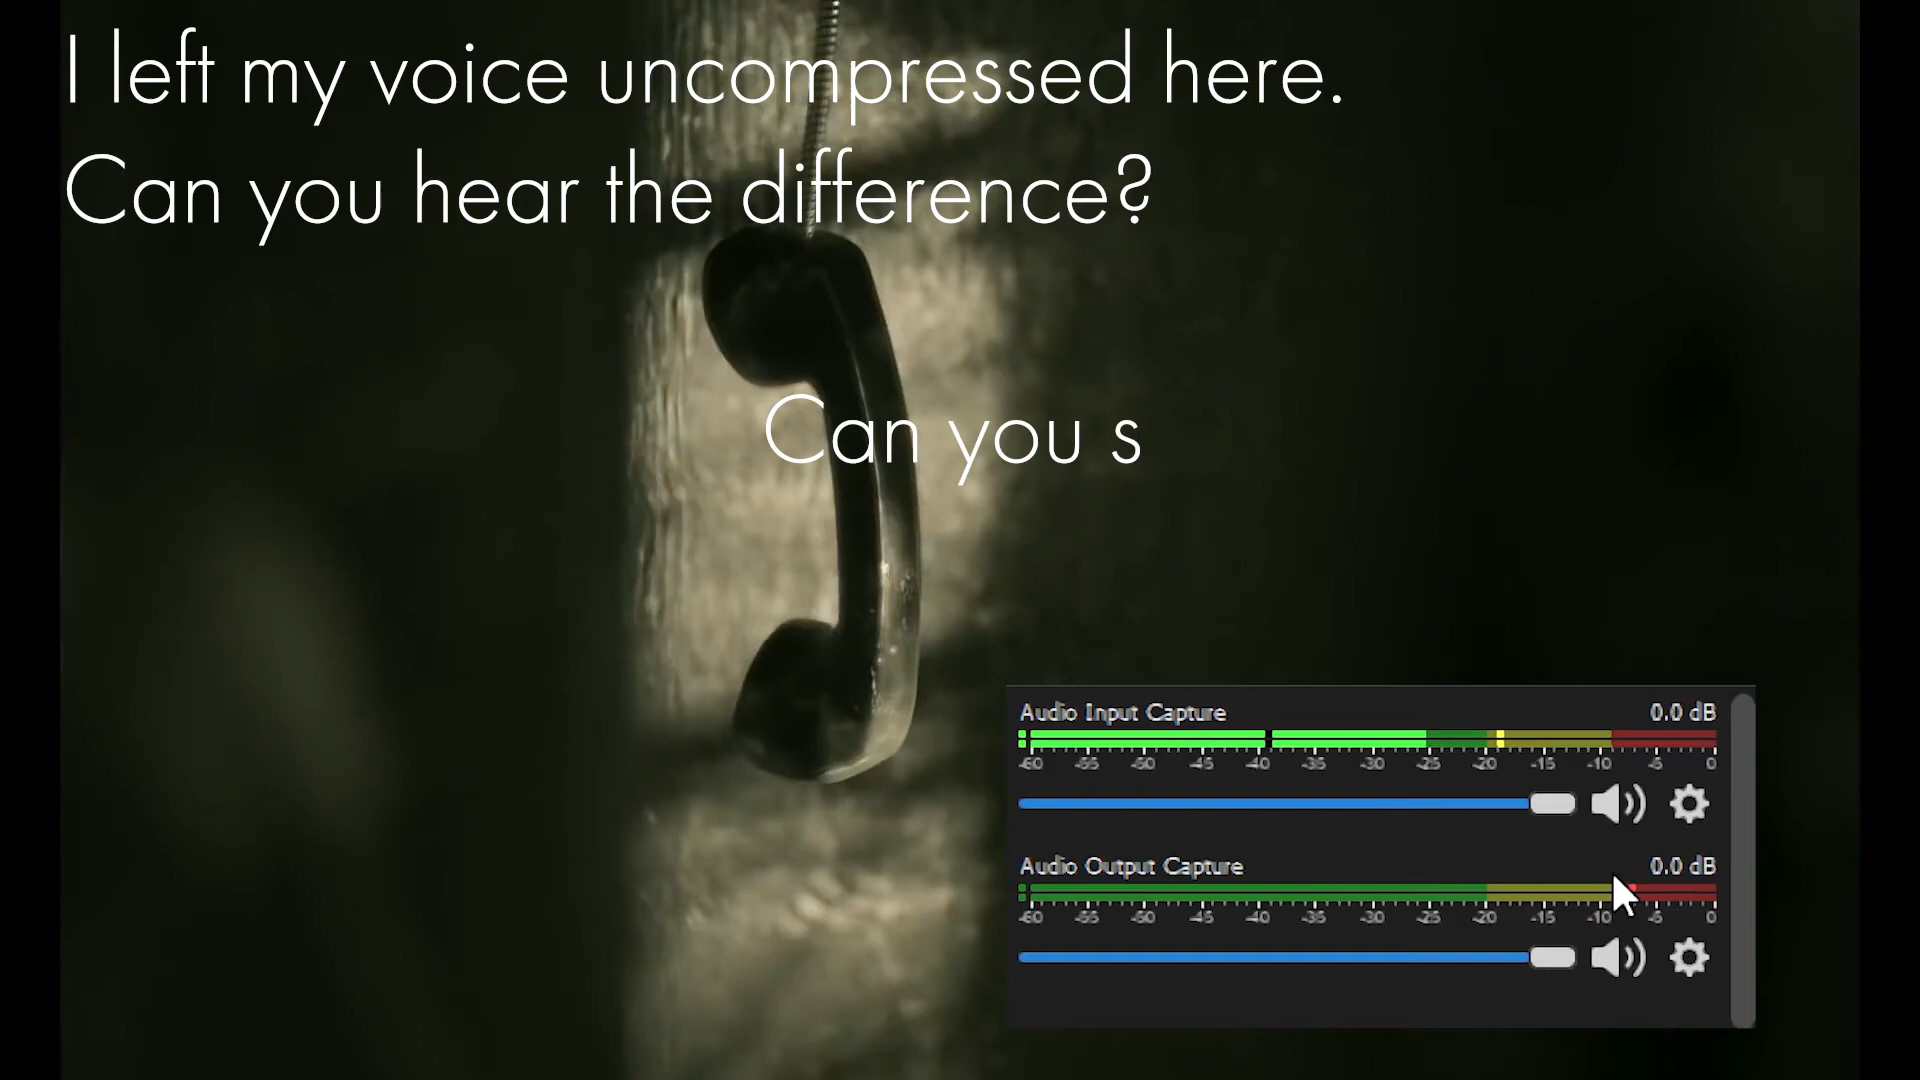 I left my voice uncompressed here.
Can you hear the difference?
Can you s
Audio Input Capture 0.0 dB
-60 -55 -50 -45 -40 -35 -30 -25 -20 -15 -10 -5 0
Audio Output Capture 0.0 dB
-60 -55 -50 -45 -40 -35 -30 -25 -20 -15 -10 -5 0